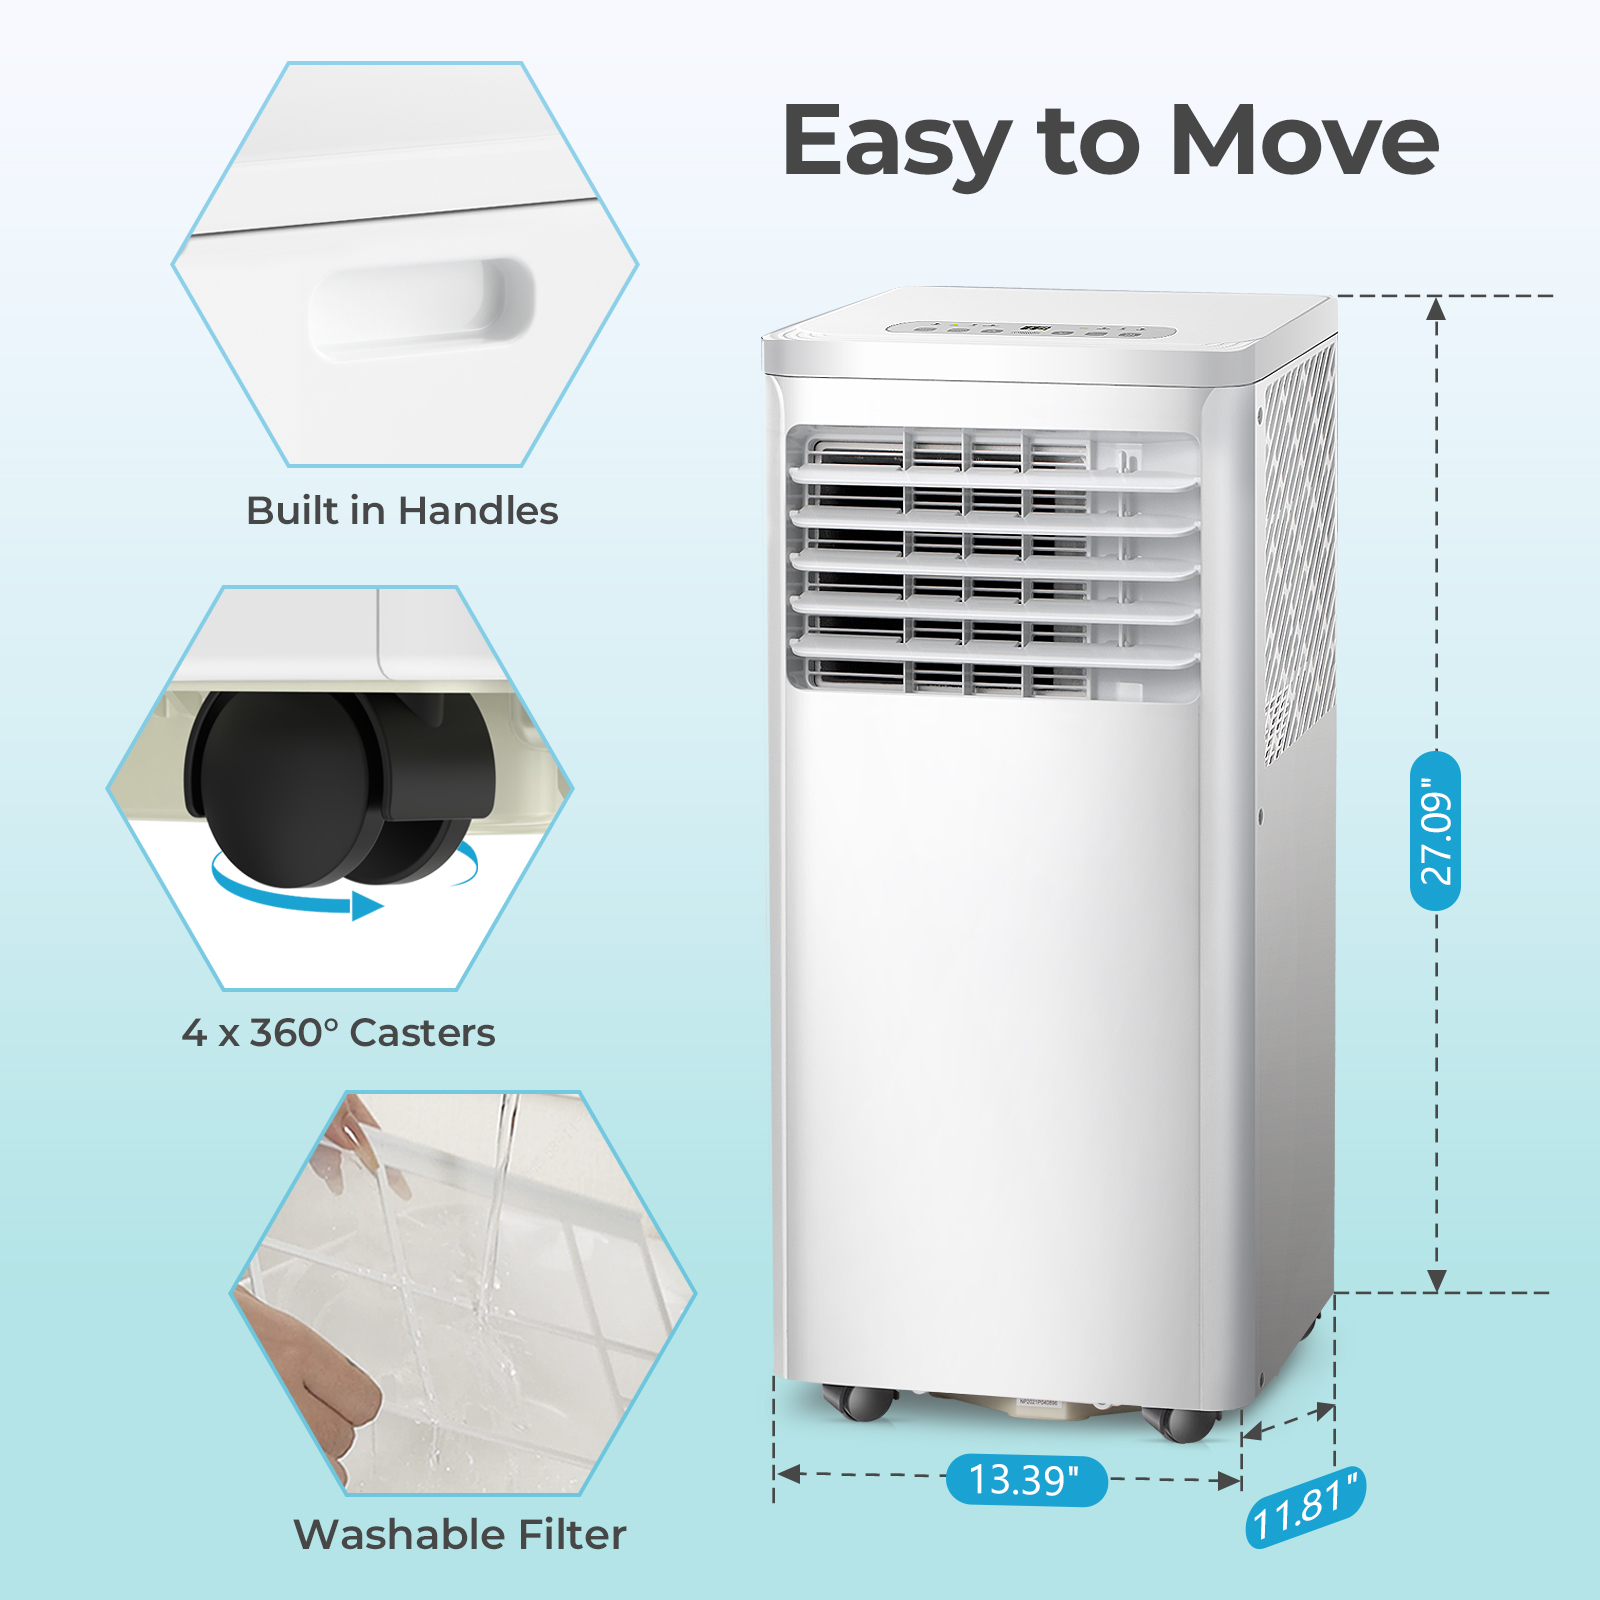 Easy to Move
Built in Handles
4 x 360° Casters
Washable Filter
27.09"
13.39"
11.81"